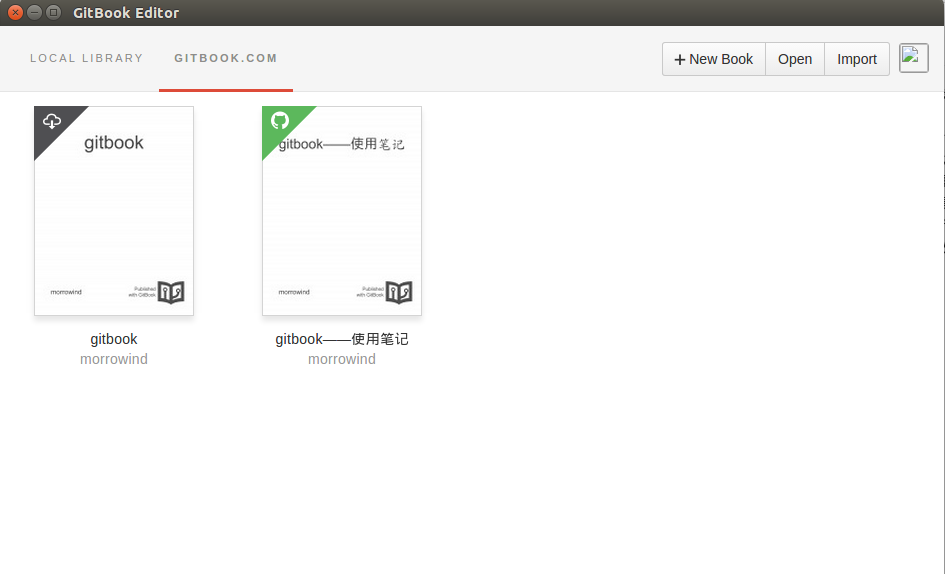 GitBook Editor
LOCAL LIBRARY
GITBOOK.COM
New Book
Open
Import
gitbook
morrowind
Published
with GitBook
gitbook
morrowind
gitbook——使用笔记
morrowind
Published
with GitBook
gitbook——使用笔记
morrowind